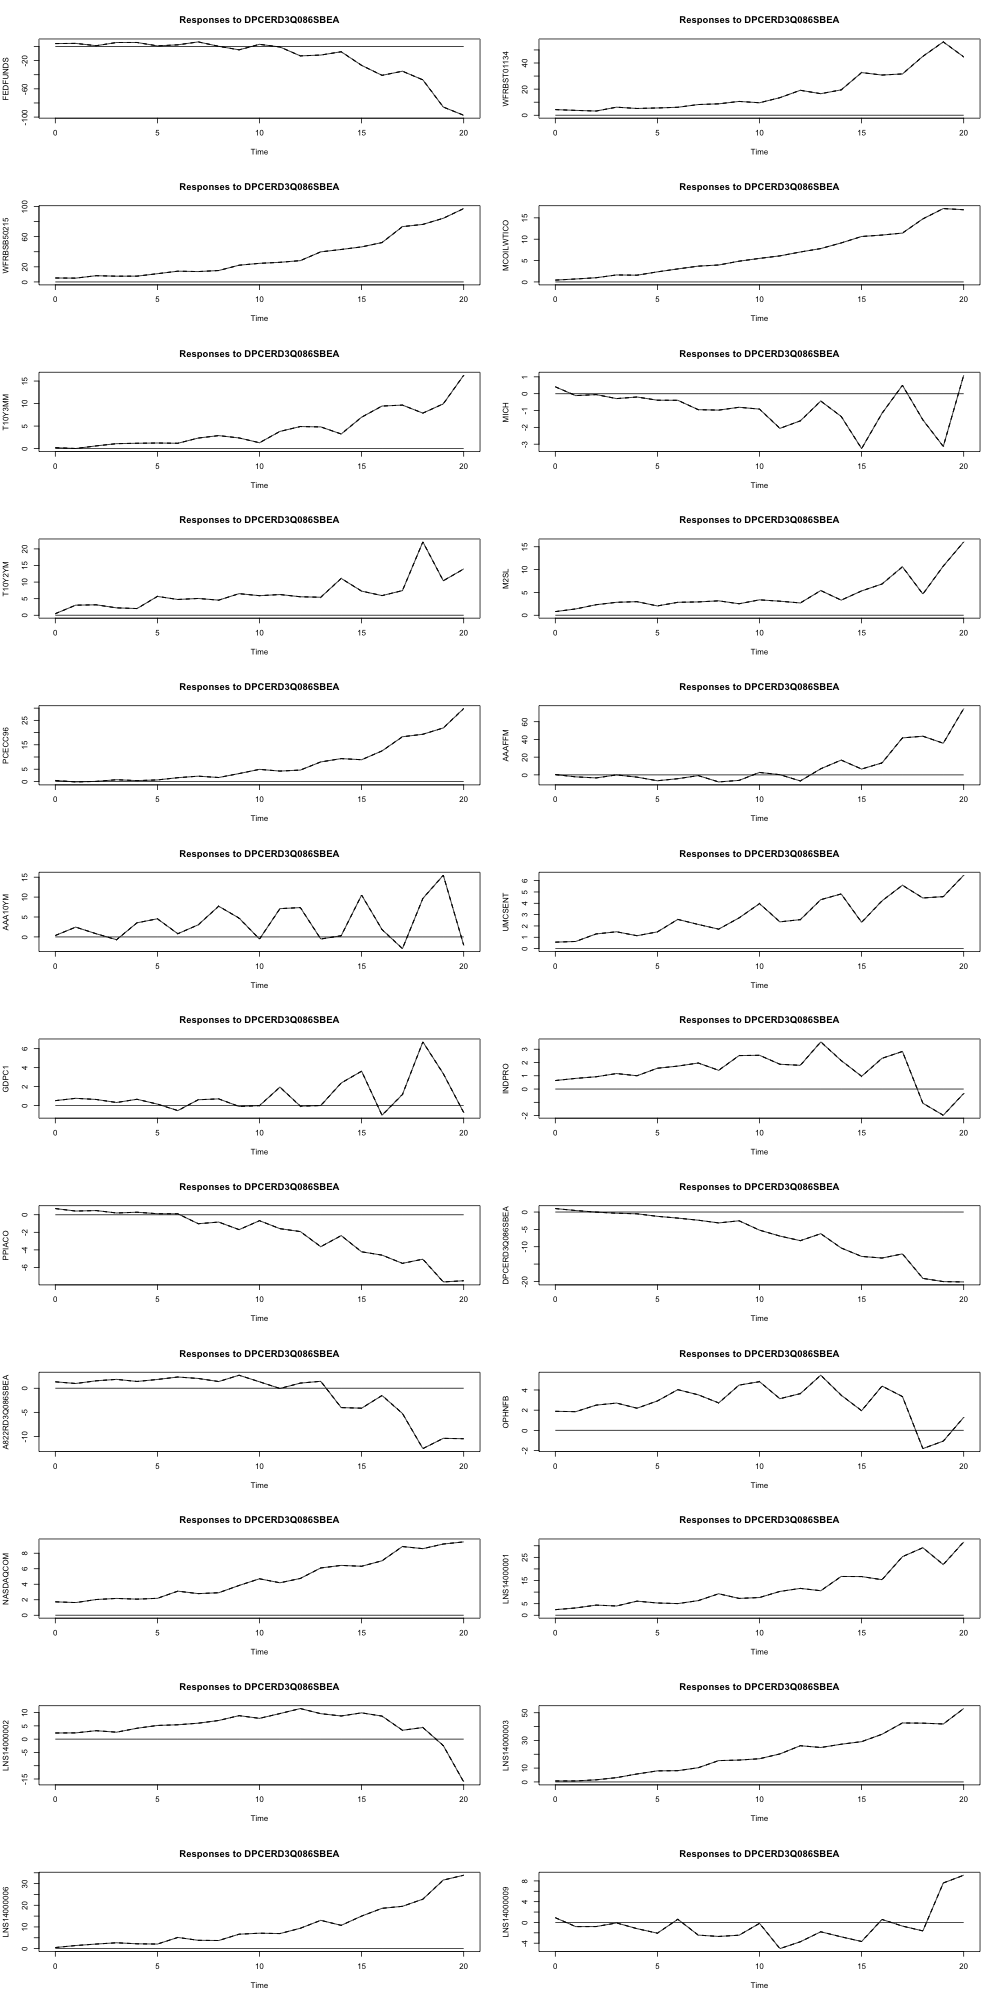 Responses to DPCERD3Q086SBEA
FEDFUNDS
-100 -60 -20
0 5 10 15 20
Time
Responses to DPCERD3Q086SBEA
WFRBST01134
0 20 40
0 5 10 15 20
Time
Responses to DPCERD3Q086SBEA
WFRBSB50215
0 20 60 100
0 5 10 15 20
Time
Responses to DPCERD3Q086SBEA
MCOILWTICO
0 5 10 15
0 5 10 15 20
Time
Responses to DPCERD3Q086SBEA
T10Y3MM
0 5 10 15
0 5 10 15 20
Time
Responses to DPCERD3Q086SBEA
MICH
-3 -2 -1 0 1
0 5 10 15 20
Time
Responses to DPCERD3Q086SBEA
T10Y2YM
0 5 10 15 20
0 5 10 15 20
Time
Responses to DPCERD3Q086SBEA
M2SL
0 5 10 15
0 5 10 15 20
Time
Responses to DPCERD3Q086SBEA
PCECC96
0 5 15 25
0 5 10 15 20
Time
Responses to DPCERD3Q086SBEA
AAAFFM
0 20 40 60
0 5 10 15 20
Time
Responses to DPCERD3Q086SBEA
AAA10YM
0 5 10 15
0 5 10 15 20
Time
Responses to DPCERD3Q086SBEA
UMCSENT
0 1 2 3 4 5 6
0 5 10 15 20
Time
Responses to DPCERD3Q086SBEA
GDPC1
0 2 4 6
0 5 10 15 20
Time
Responses to DPCERD3Q086SBEA
INDPRO
-2 0 1 2 3
0 5 10 15 20
Time
Responses to DPCERD3Q086SBEA
PPIACO
-6 -4 -2 0
0 5 10 15 20
Time
Responses to DPCERD3Q086SBEA
DPCERD3Q086SBEA
-20 -10 -5 0
0 5 10 15 20
Time
Responses to DPCERD3Q086SBEA
A822RD3Q086SBEA
-10 -5 0
0 5 10 15 20
Time
Responses to DPCERD3Q086SBEA
OPHNFB
-2 0 2 4
0 5 10 15 20
Time
Responses to DPCERD3Q086SBEA
NASDAQCOM
0 2 4 6 8
0 5 10 15 20
Time
Responses to DPCERD3Q086SBEA
LNS14000001
0 5 15 25
0 5 10 15 20
Time
Responses to DPCERD3Q086SBEA
LNS14000002
-15 -5 0 5 10
0 5 10 15 20
Time
Responses to DPCERD3Q086SBEA
LNS14000003
0 10 30 50
0 5 10 15 20
Time
Responses to DPCERD3Q086SBEA
LNS14000006
0 10 20 30
0 5 10 15 20
Time
Responses to DPCERD3Q086SBEA
LNS14000009
-4 0 4 8
0 5 10 15 20
Time